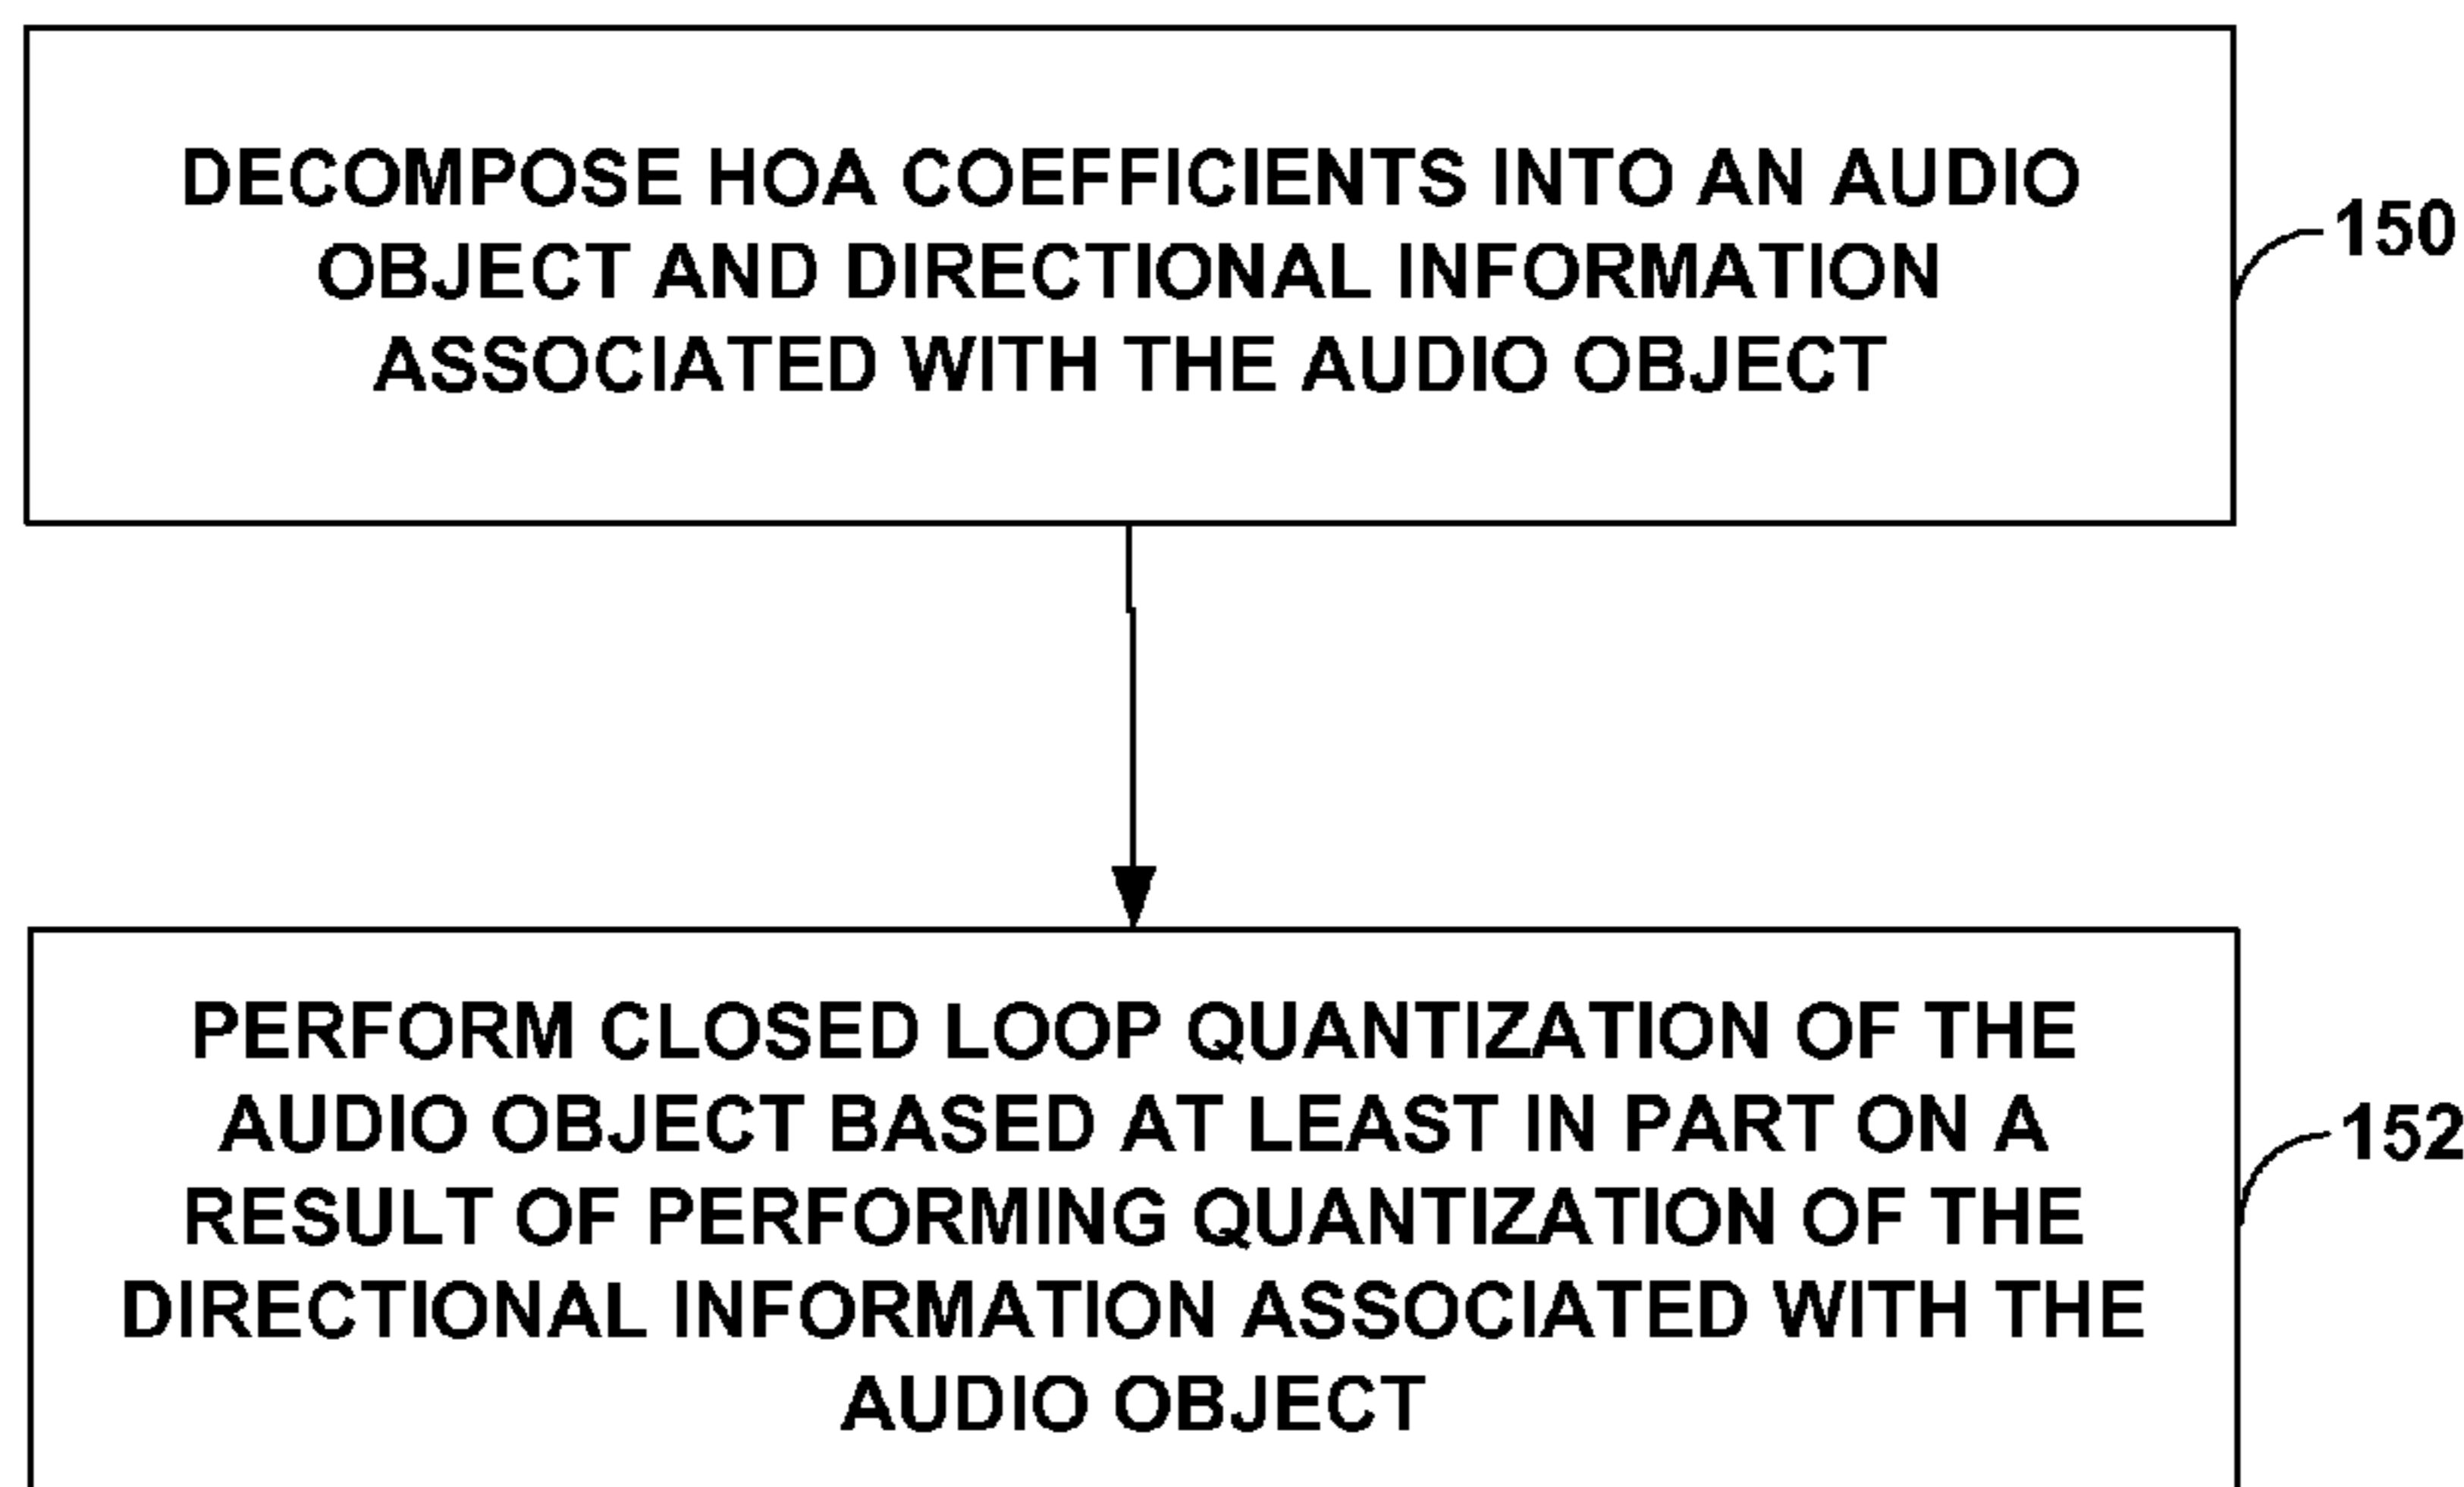 DECOMPOSE HOA COEFFICIENTS INTO AN AUDIO
OBJECT AND DIRECTIONAL INFORMATION
ASSOCIATED WITH THE AUDIO OBJECT
150
PERFORM CLOSED LOOP QUANTIZATION OF THE
AUDIO OBJECT BASED AT LEAST IN PART ON A
RESULT OF PERFORMING QUANTIZATION OF THE
DIRECTIONAL INFORMATION ASSOCIATED WITH THE
AUDIO OBJECT
152